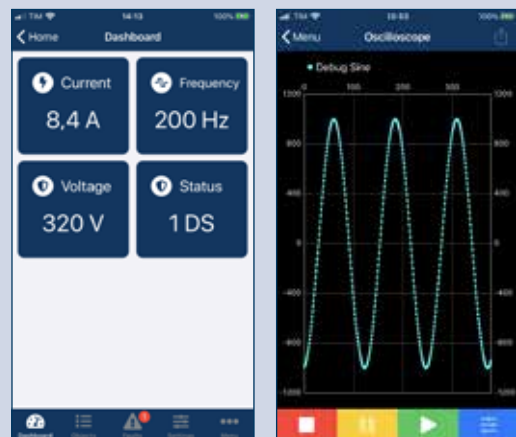 TIM
14:13
100%
Home
Dashboard
Current
8,4 A
Frequency
200 Hz
Voltage
320 V
Status
1 DS
Dashboard
TIM
100%
Menu
Oscilloscope
Debug Sine
0 100 200 300
1200 1200
800 800
400 400
0 0
-400 -400
-800 -800
-1200 -1200